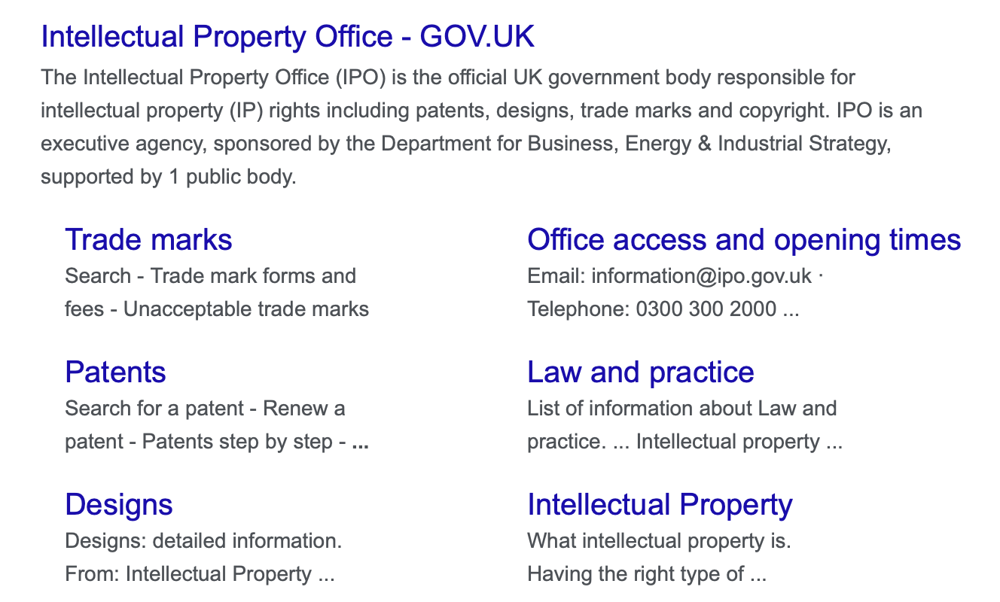 Intellectual Property Office - GOV.UK
The Intellectual Property Office (IPO) is the official UK government body responsible for
intellectual property (IP) rights including patents, designs, trade marks and copyright. IPO is an
executive agency, sponsored by the Department for Business, Energy & Industrial Strategy,
supported by 1 public body.
Trade marks
Search - Trade mark forms and
fees - Unacceptable trade marks
Office access and opening times
Email: information@ipo.gov.uk ·
Telephone: 0300 300 2000 ...
Patents
Search for a patent - Renew a
patent - Patents step by step - ...
Law and practice
List of information about Law and
practice. ... Intellectual property ...
Designs
Designs: detailed information.
From: Intellectual Property ...
Intellectual Property
What intellectual property is.
Having the right type of ...